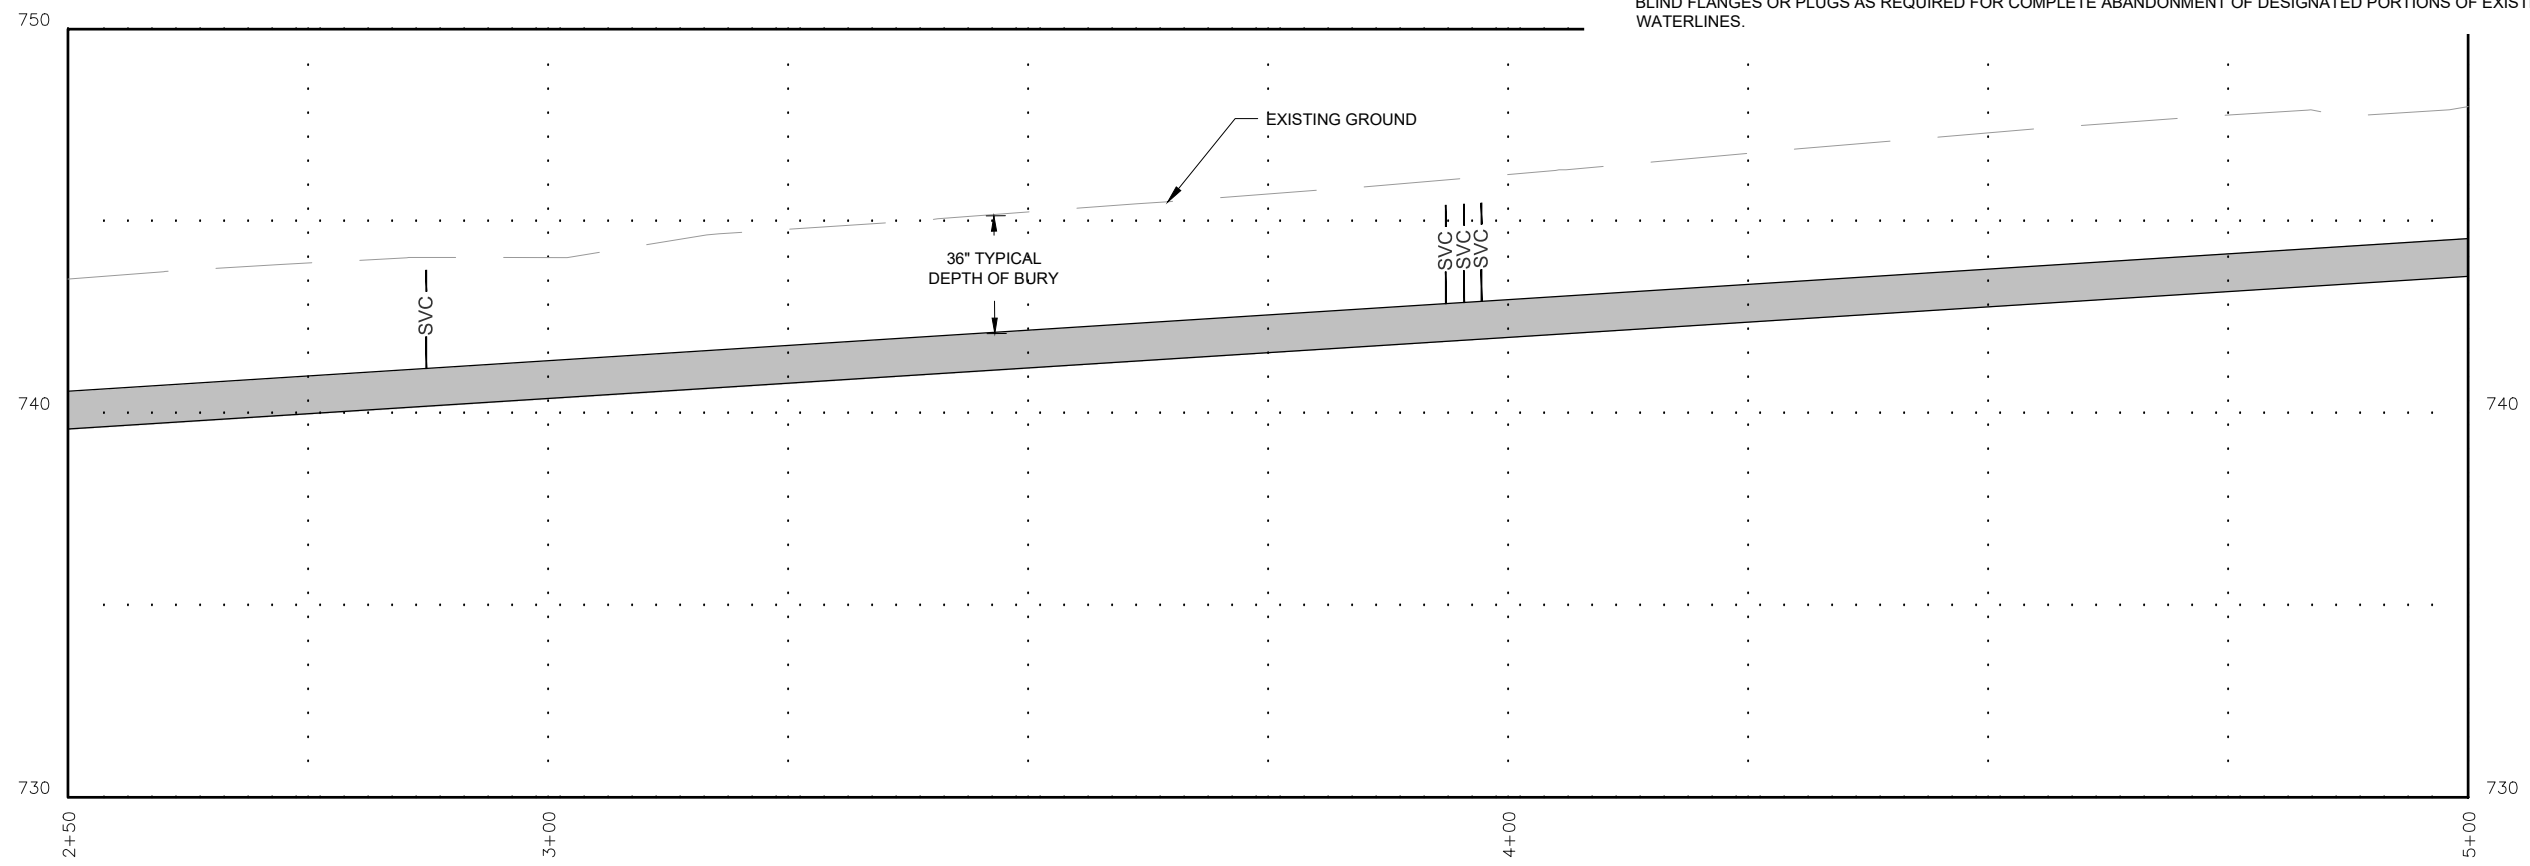 BLIND FLANGES OR PLUGS AS REQUIRED FOR COMPLETE ABANDONMENT OF DESIGNATED PORTIONS OF
WATERLINES.
750
EXISTING GROUND
36" TYPICAL
DEPTH OF BURY
SVC
SVC
SVC
SVC
740
740
730
730
2+50
3+00
4+00
5+00